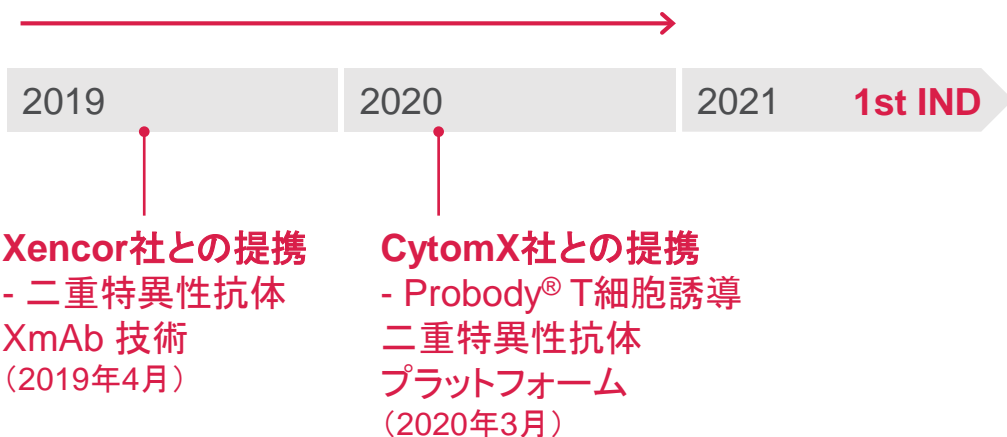 2019
2020
2021
1st IND
Xencor社との提携
- 二重特異性抗体
XmAb 技術
（2019年4月）
CytomX社との提携
- Probody® T細胞誘導
二重特異性抗体
プラットフォーム
（2020年3月）